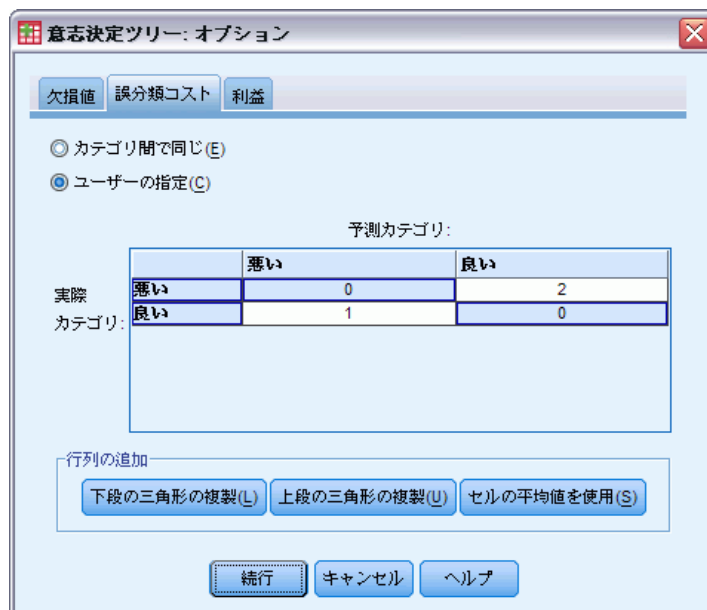 意志決定ツリー: オプション
欠損値 誤分類コスト 利益
カテゴリ間で同じ(E)
ユーザーの指定(C)
予測カテゴリ:
悪い 良い
実際
カテゴリ:
悪い 0 2
良い 1 0
行列の追加
下段の三角形の複製(L) 上段の三角形の複製(U) セルの平均値を使用(S)
続行 キャンセル ヘルプ